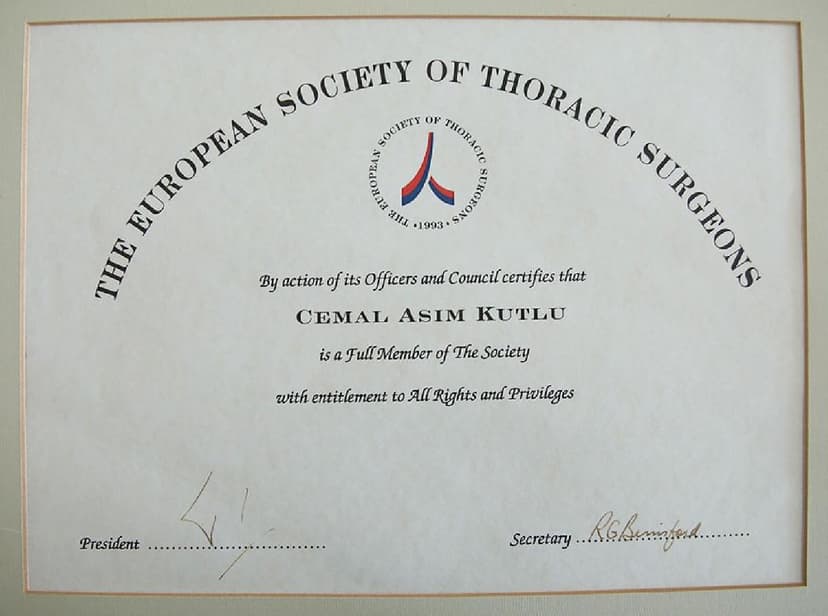 THE EUROPEAN SOCIETY OF THORACIC SURGEONS
THE EUROPEAN SOCIETY OF THORACIC SURGEONS
•1993•
By action of its Officers and Council certifies that
CEMAL ASIM KUTLU
is a Full Member of The Society
with entitlement to All Rights and Privileges
President
Secretary